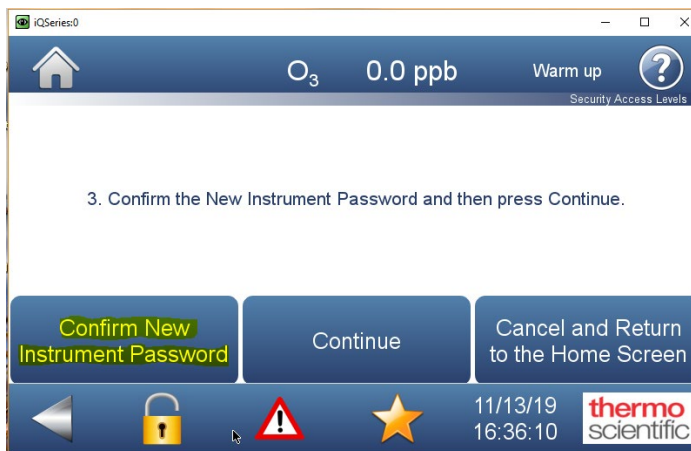 iQSeries:0
O3 0.0 ppb Warm up ?
Security Access Levels
3. Confirm the New Instrument Password and then press Continue.
Confirm New
Instrument Password
Continue
Cancel and Return
to the Home Screen
11/13/19
16:36:10
thermo
scientific